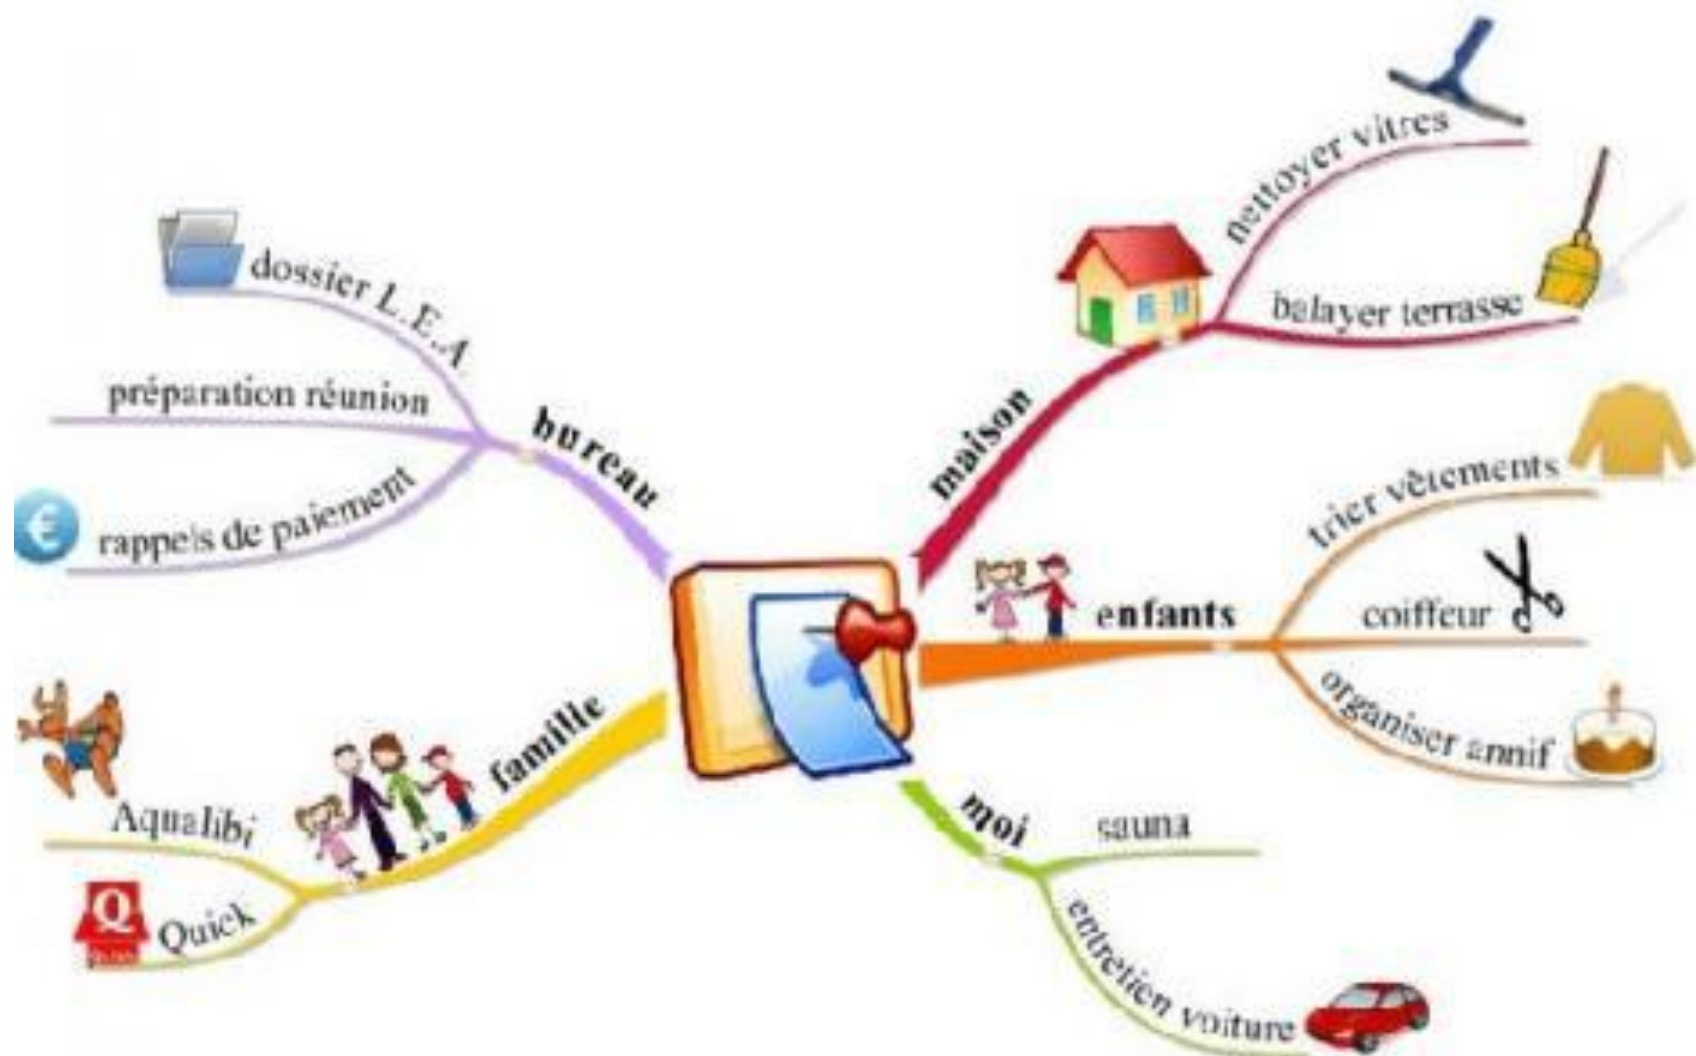 nettoyer vitres
balayer terrasse
maison
trier vêtements
enfants
coiffeur
organiser annif
moi
sauna
entretien voiture
bureau
dossier L.E.A.
préparation réunion
rappels de paiement
€
famille
Aqualibi
Quick
Q